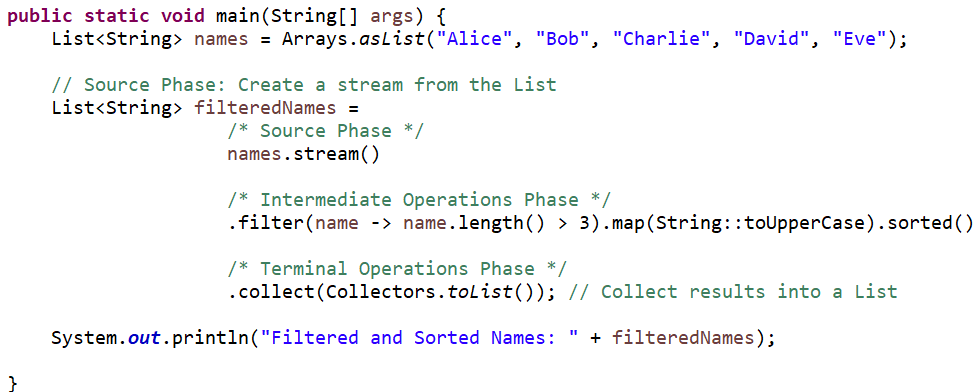 public static void main(String[] args) {
List<String> names = Arrays.asList("Alice", "Bob", "Charlie", "David", "Eve");
// Source Phase: Create a stream from the List
List<String> filteredNames =
/* Source Phase */
names.stream()
/* Intermediate Operations Phase */
.filter(name -> name.length() > 3).map(String::toUpperCase).sorted()
/* Terminal Operations Phase */
.collect(Collectors.toList()); // Collect results into a List
System.out.println("Filtered and Sorted Names: " + filteredNames);
}